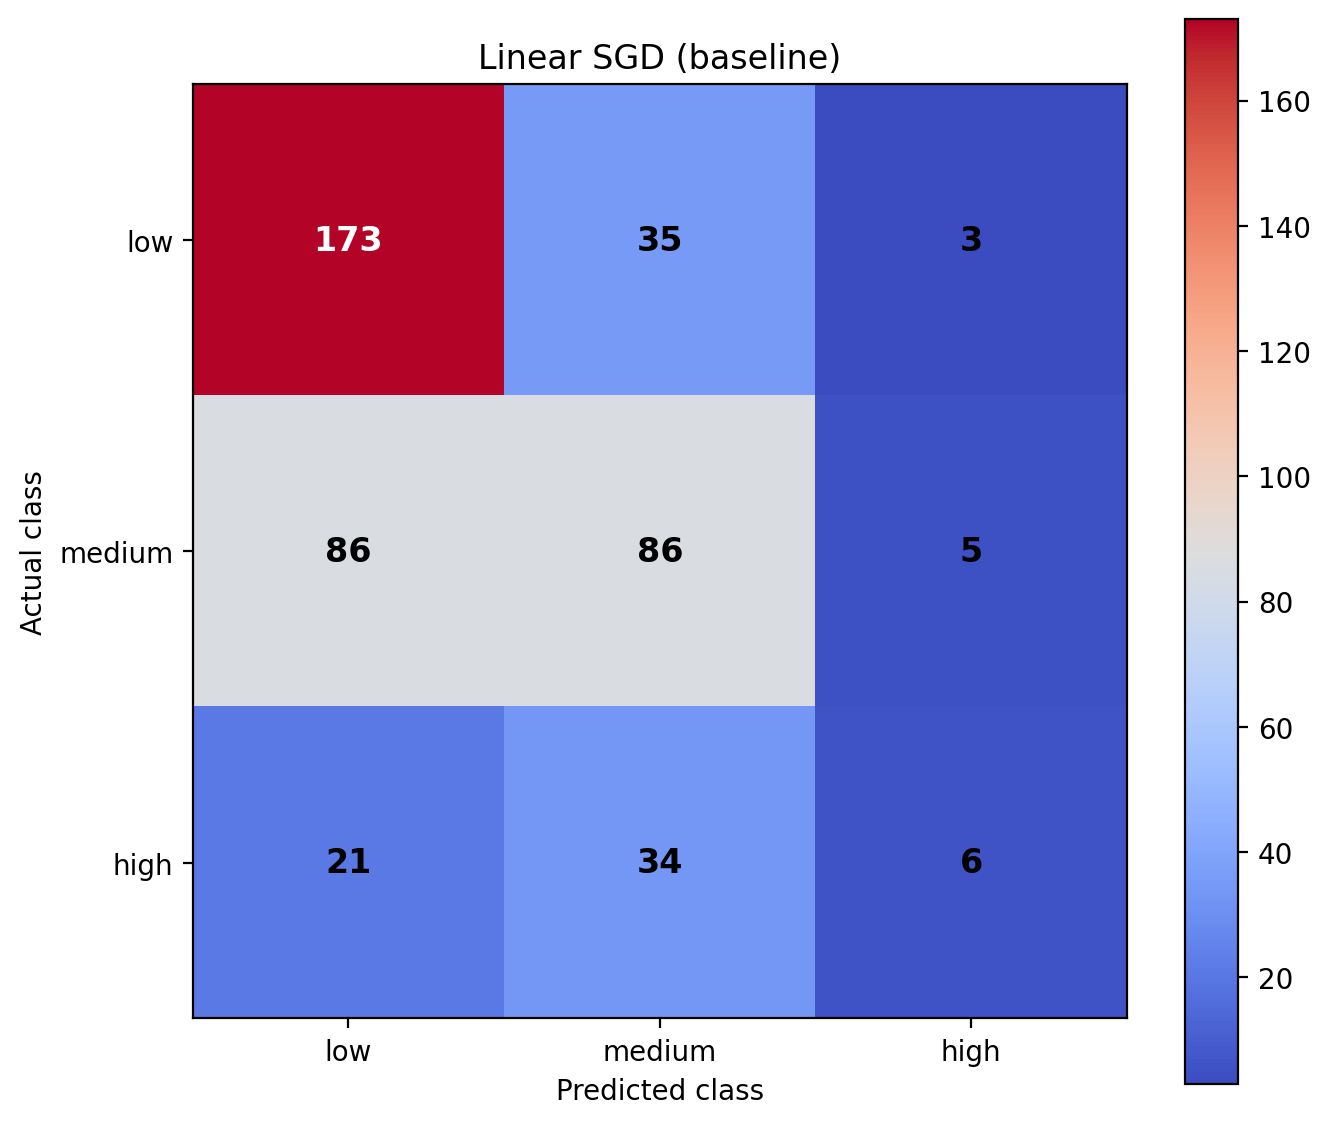 Linear SGD (baseline)
173 35 3
86 86 5
21 34 6
low
medium
high
Actual class
low medium high
Predicted class
160
140
120
100
80
60
40
20